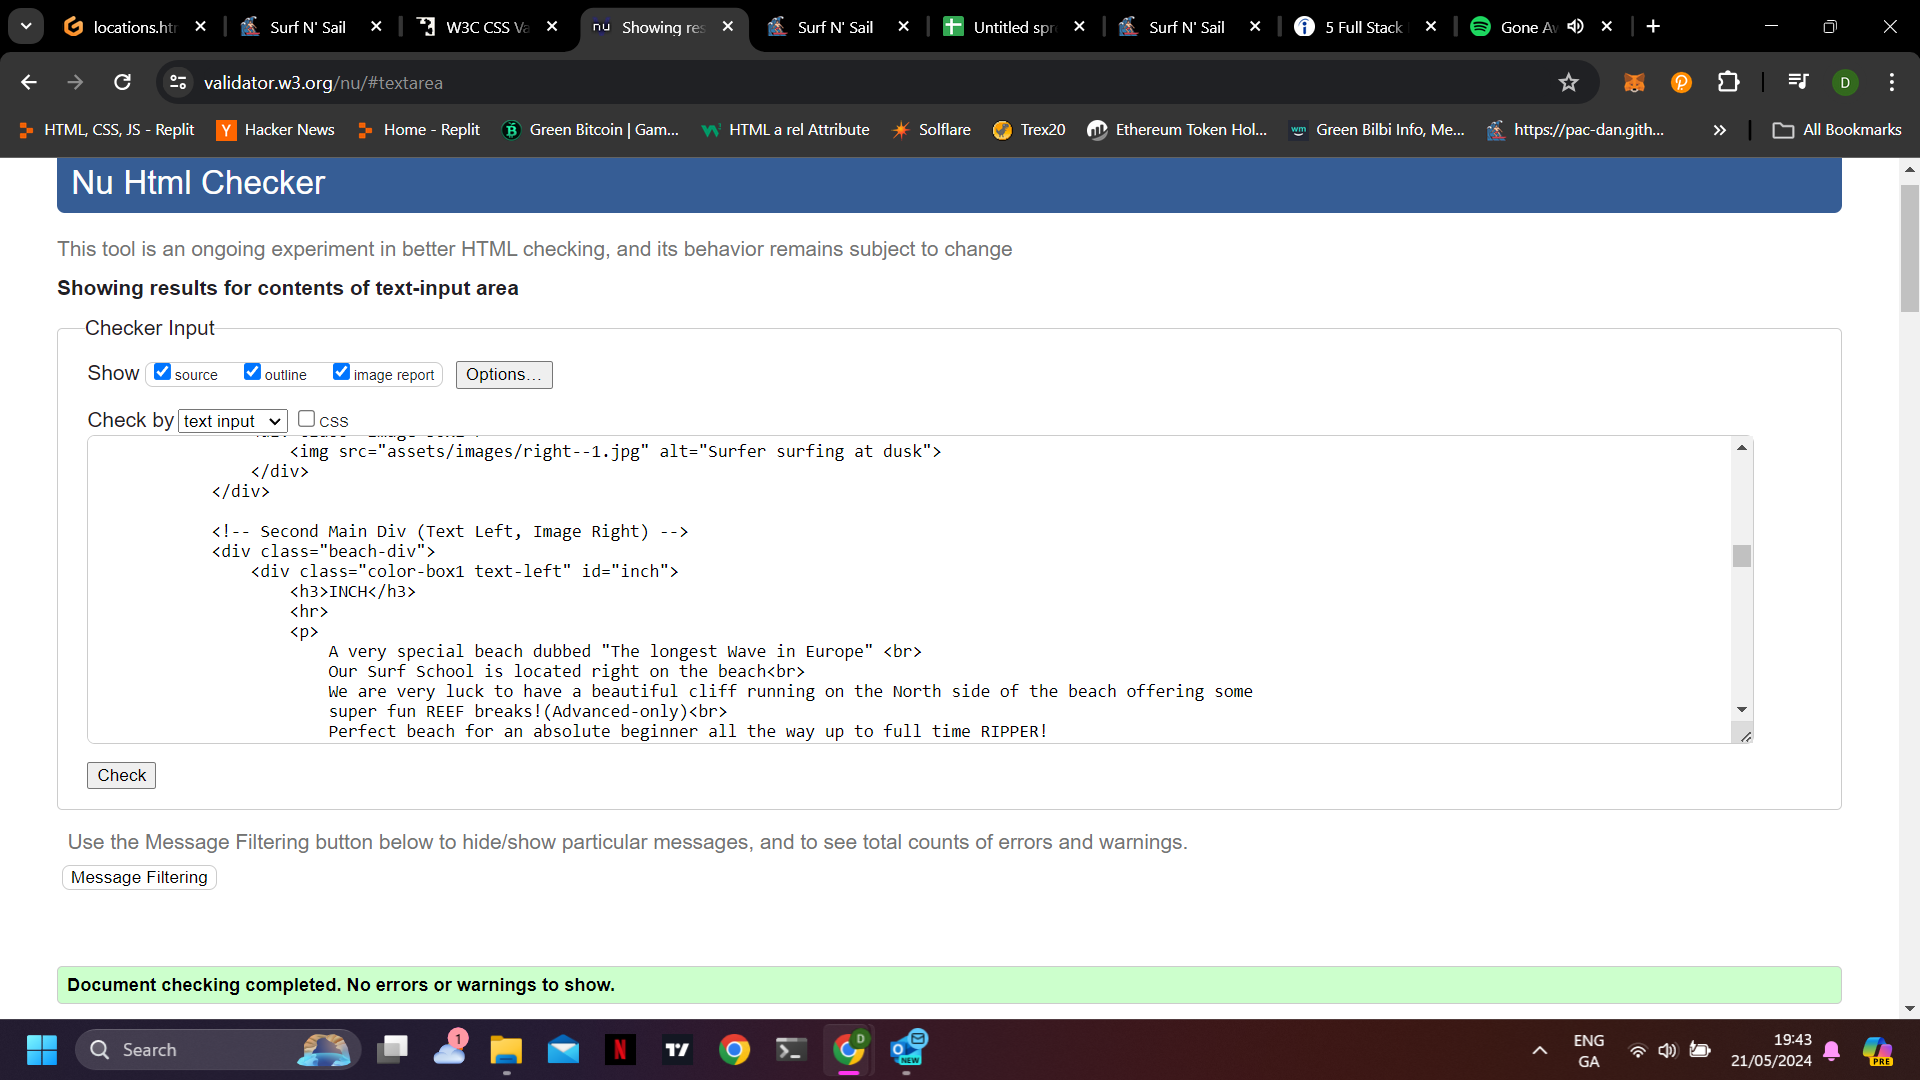 locations.htr
Surf N' Sail
W3C CSS Va
nu
Showing res
Surf N' Sail
Untitled spr
Surf N' Sail
5 Full Stack
Gone Aw
validator.w3.org/nu/#textarea
D
HTML, CSS, JS - Replit
Y Hacker News
Home - Replit
Green Bitcoin | Gam...
HTML a rel Attribute
Solflare
Trex20
Ethereum Token Hol...
wm Green Bilbi Info, Me...
https://pac-dan.gith...
»
All Bookmarks
Nu Html Checker
This tool is an ongoing experiment in better HTML checking, and its behavior remains subject to change
Showing results for contents of text-input area
Checker Input
Show source outline image report Options...
Check by text input CSS
<img src="assets/images/right--1.jpg" alt="Surfer surfing at dusk">
</div>
</div>
<!-- Second Main Div (Text Left, Image Right) -->
<div class="beach-div">
<div class="color-box1 text-left" id="inch">
<h3>INCH</h3>
<hr>
<p>
A very special beach dubbed "The longest Wave in Europe" <br>
Our Surf School is located right on the beach<br>
We are very luck to have a beautiful cliff running on the North side of the beach offering some
super fun REEF breaks!(Advanced-only)<br>
Perfect beach for an absolute beginner all the way up to full time RIPPER!
Check
Use the Message Filtering button below to hide/show particular messages, and to see total counts of errors and warnings.
Message Filtering
Document checking completed. No errors or warnings to show.
Search
1
N
D
NEW
ENG
GA
19:43
21/05/2024
PRE